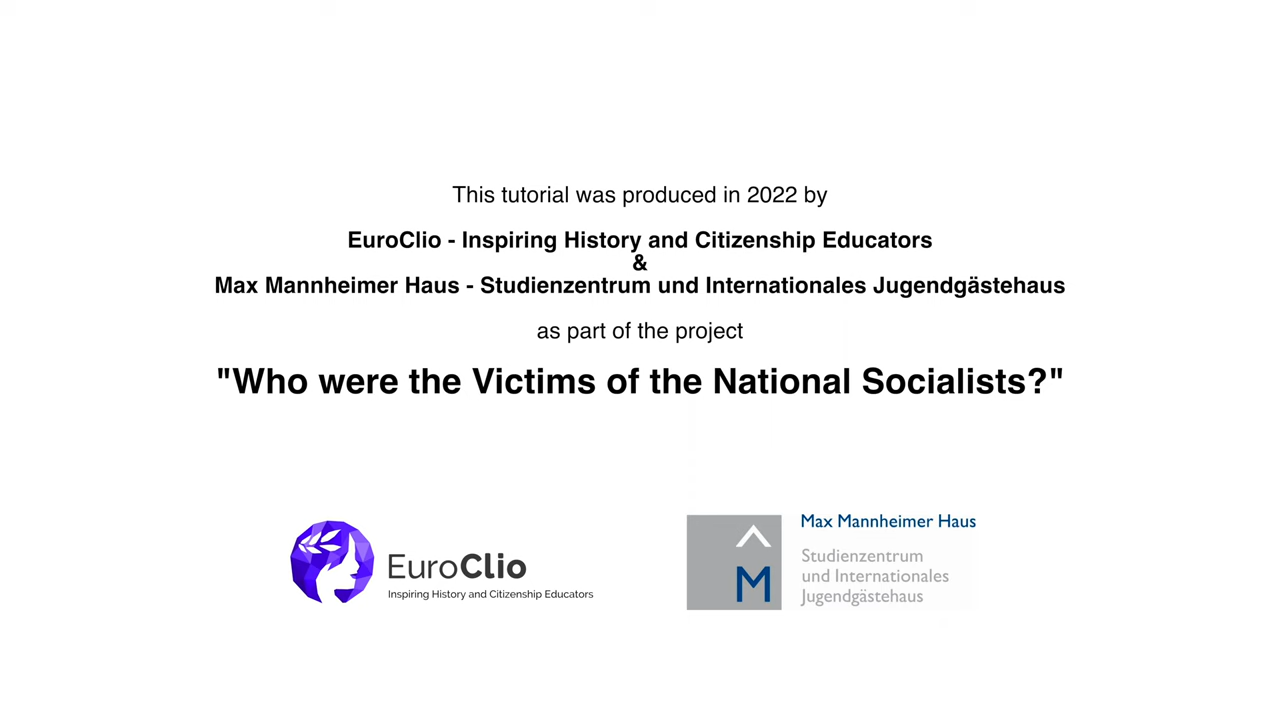 This tutorial was produced in 2022 by
EuroClio - Inspiring History and Citizenship Educators
&
Max Mannheimer Haus - Studienzentrum und Internationales Jugendgästehaus
as part of the project
"Who were the Victims of the National Socialists?"
EuroClio
Inspiring History and Citizenship Educators
M
Max Mannheimer Haus
Studienzentrum
und Internationales
Jugendgästehaus